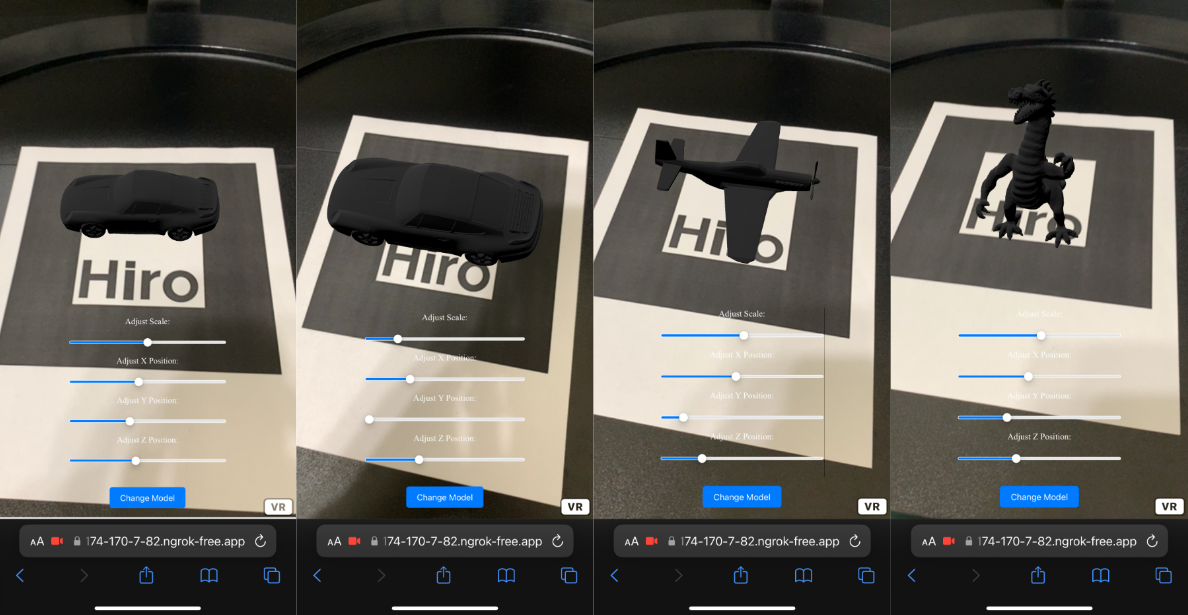 Hiro
Adjust Scale:
Adjust X Position:
Adjust Y Position:
Adjust Z Position:
Change Model
VR
AA 174-170-7-82.ngrok-free.app
Hiro
Adjust Scale:
Adjust X Position:
Adjust Y Position:
Adjust Z Position:
Change Model
VR
AA 174-170-7-82.ngrok-free.app
Hiro
Adjust Scale:
Adjust X Position:
Adjust Y Position:
Adjust Z Position:
Change Model
VR
AA 174-170-7-82.ngrok-free.app
Hiro
Adjust Scale:
Adjust X Position:
Adjust Y Position:
Adjust Z Position:
Change Model
VR
AA 174-170-7-82.ngrok-free.app